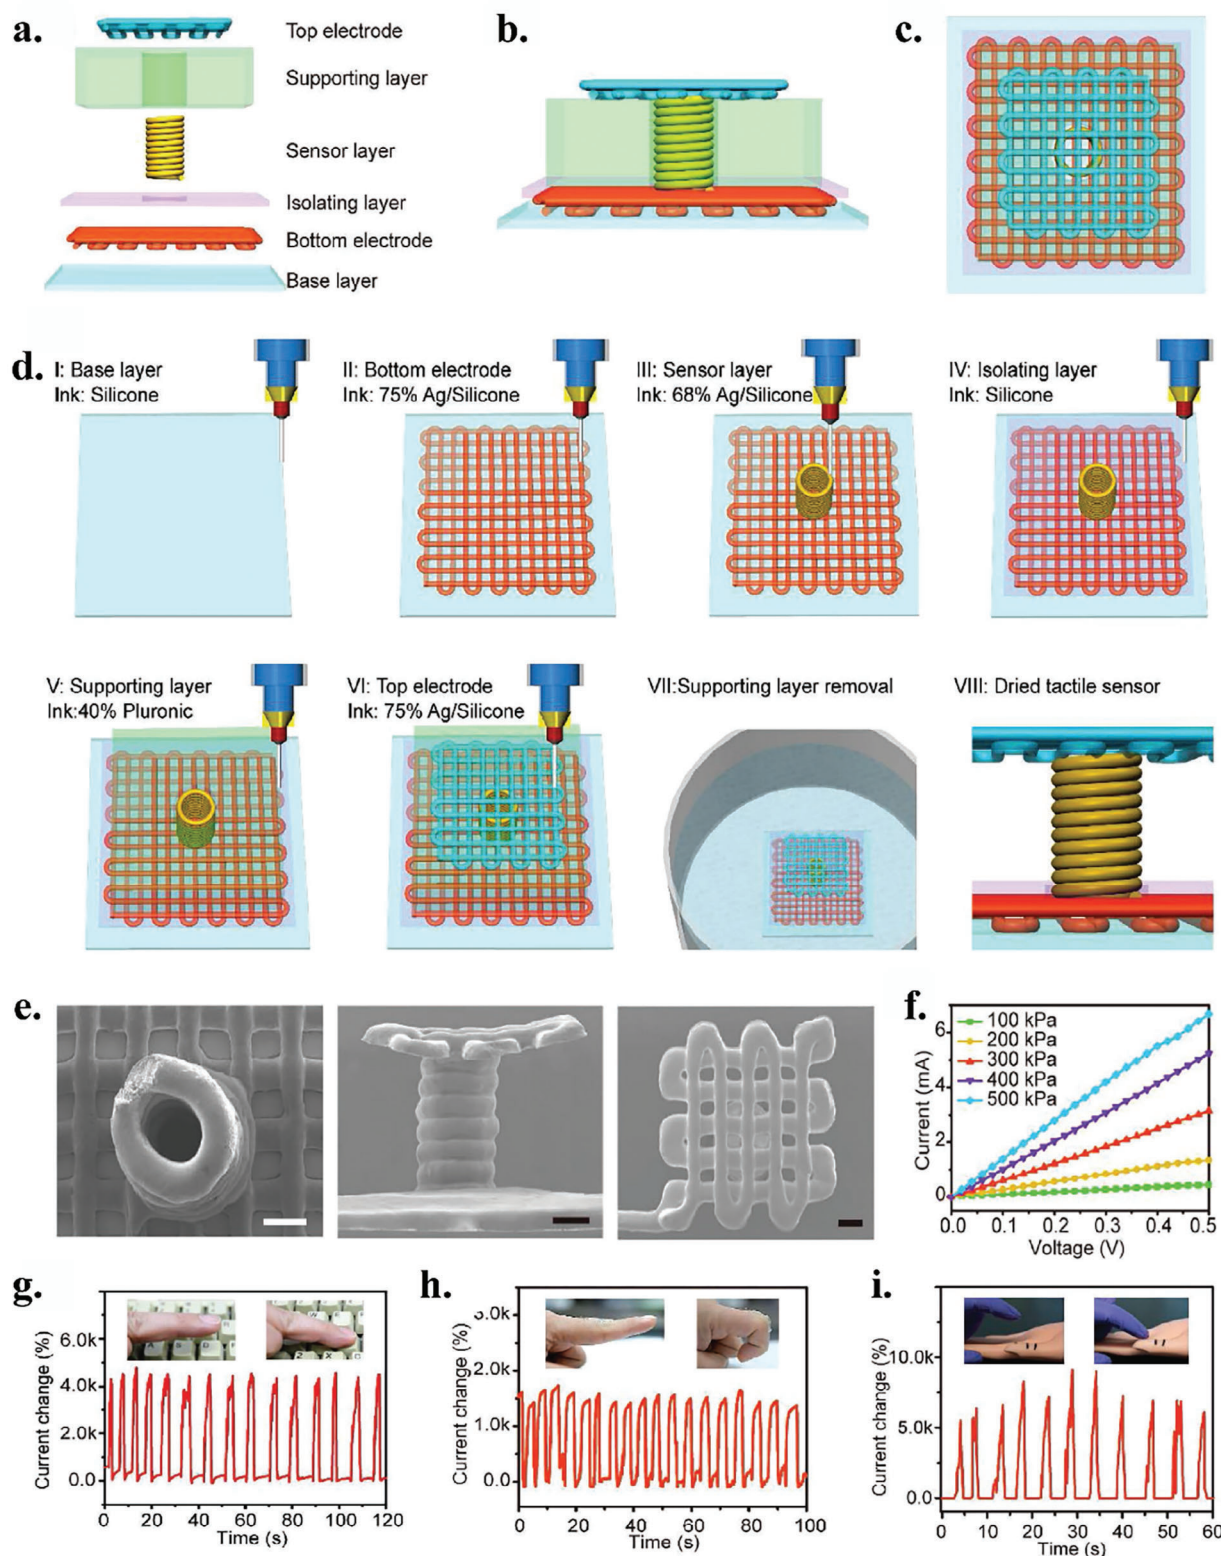 a.
Top electrode
Supporting layer
Sensor layer
Isolating layer
Bottom electrode
Base layer
b.
c.
d.
I: Base layer
Ink: Silicone
II: Bottom electrode
Ink: 75% Ag/Silicone
III: Sensor layer
Ink: 68% Ag/Silicone
IV: Isolating layer
Ink: Silicone
V: Supporting layer
Ink:40% Pluronic
VI: Top electrode
Ink: 75% Ag/Silicone
VII:Supporting layer removal
VIII: Dried tactile sensor
e.
f.
100 kPa
200 kPa
300 kPa
400 kPa
500 kPa
Current (mA)
6
4
2
0
0.0 0.1 0.2 0.3 0.4 0.5
Voltage (V)
g.
Current change (%)
6.0k
4.0k
2.0k
0.0
A S D
Z X
0 20 40 60 80 100 120
Time (s)
h.
Current change (%)
3.0k
2.0k
1.0k
0.0
0 20 40 60 80 100
Time (s)
i.
Current change (%)
10.0k
5.0k
0.0
0 10 20 30 40 50 60
Time (s)